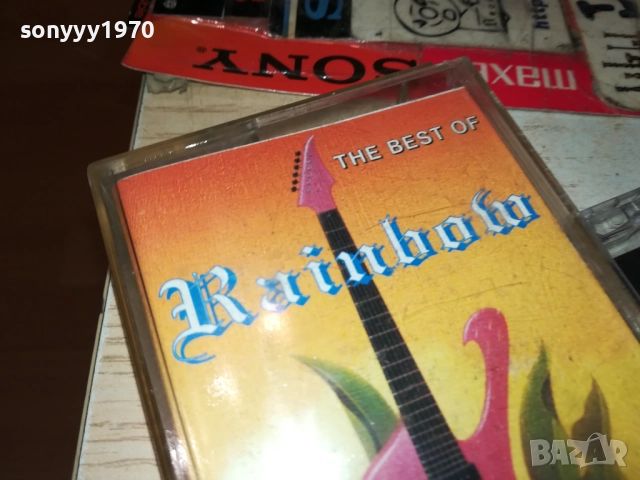 sonyyy1970
SONY
maxell
THE BEST OF
Rainbow
BAZAR